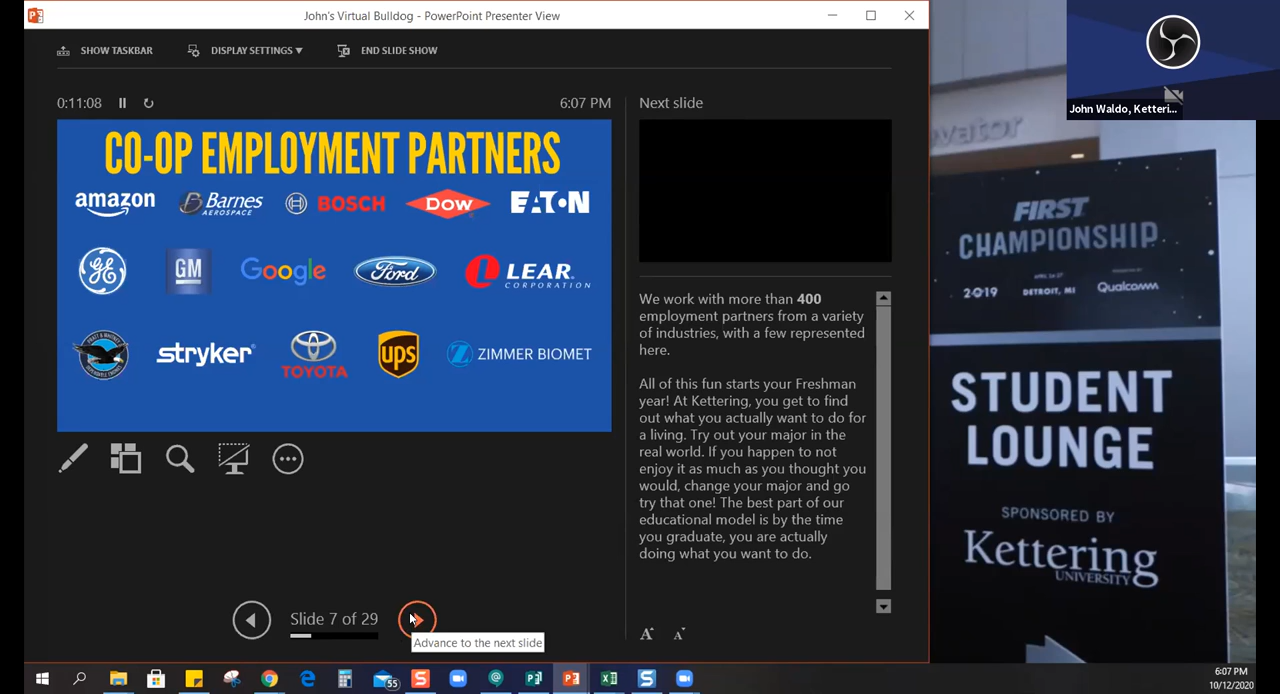 John's Virtual Bulldog - PowerPoint Presenter View
SHOW TASKBAR
DISPLAY SETTINGS ▾
END SLIDE SHOW
0:11:08
6:07 PM
CO-OP EMPLOYMENT PARTNERS
amazon
Barnes
AEROSPACE
BOSCH
DOW
EATON
GE
GM
Google
Ford
LEAR
CORPORATION
stryker
TOYOTA
ups
ZIMMER BIOMET
Slide 7 of 29
Advance to the next slide
Next slide
We work with more than 400
employment partners from a variety
of industries, with a few represented
here.
All of this fun starts your Freshman
year! At Kettering, you get to find
out what you actually want to do for
a living. Try out your major in the
real world. If you happen to not
enjoy it as much as you thought you
would, change your major and go
try that one! The best part of our
educational model is by the time
you graduate, you are actually
doing what you want to do.
A A
John Waldo, Ketteri...
FIRST
CHAMPIONSHIP
2019
DETROIT, MI
Qualcomm
STUDENT
LOUNGE
SPONSORED BY
Kettering
UNIVERSITY
55
6:07 PM
10/12/2020